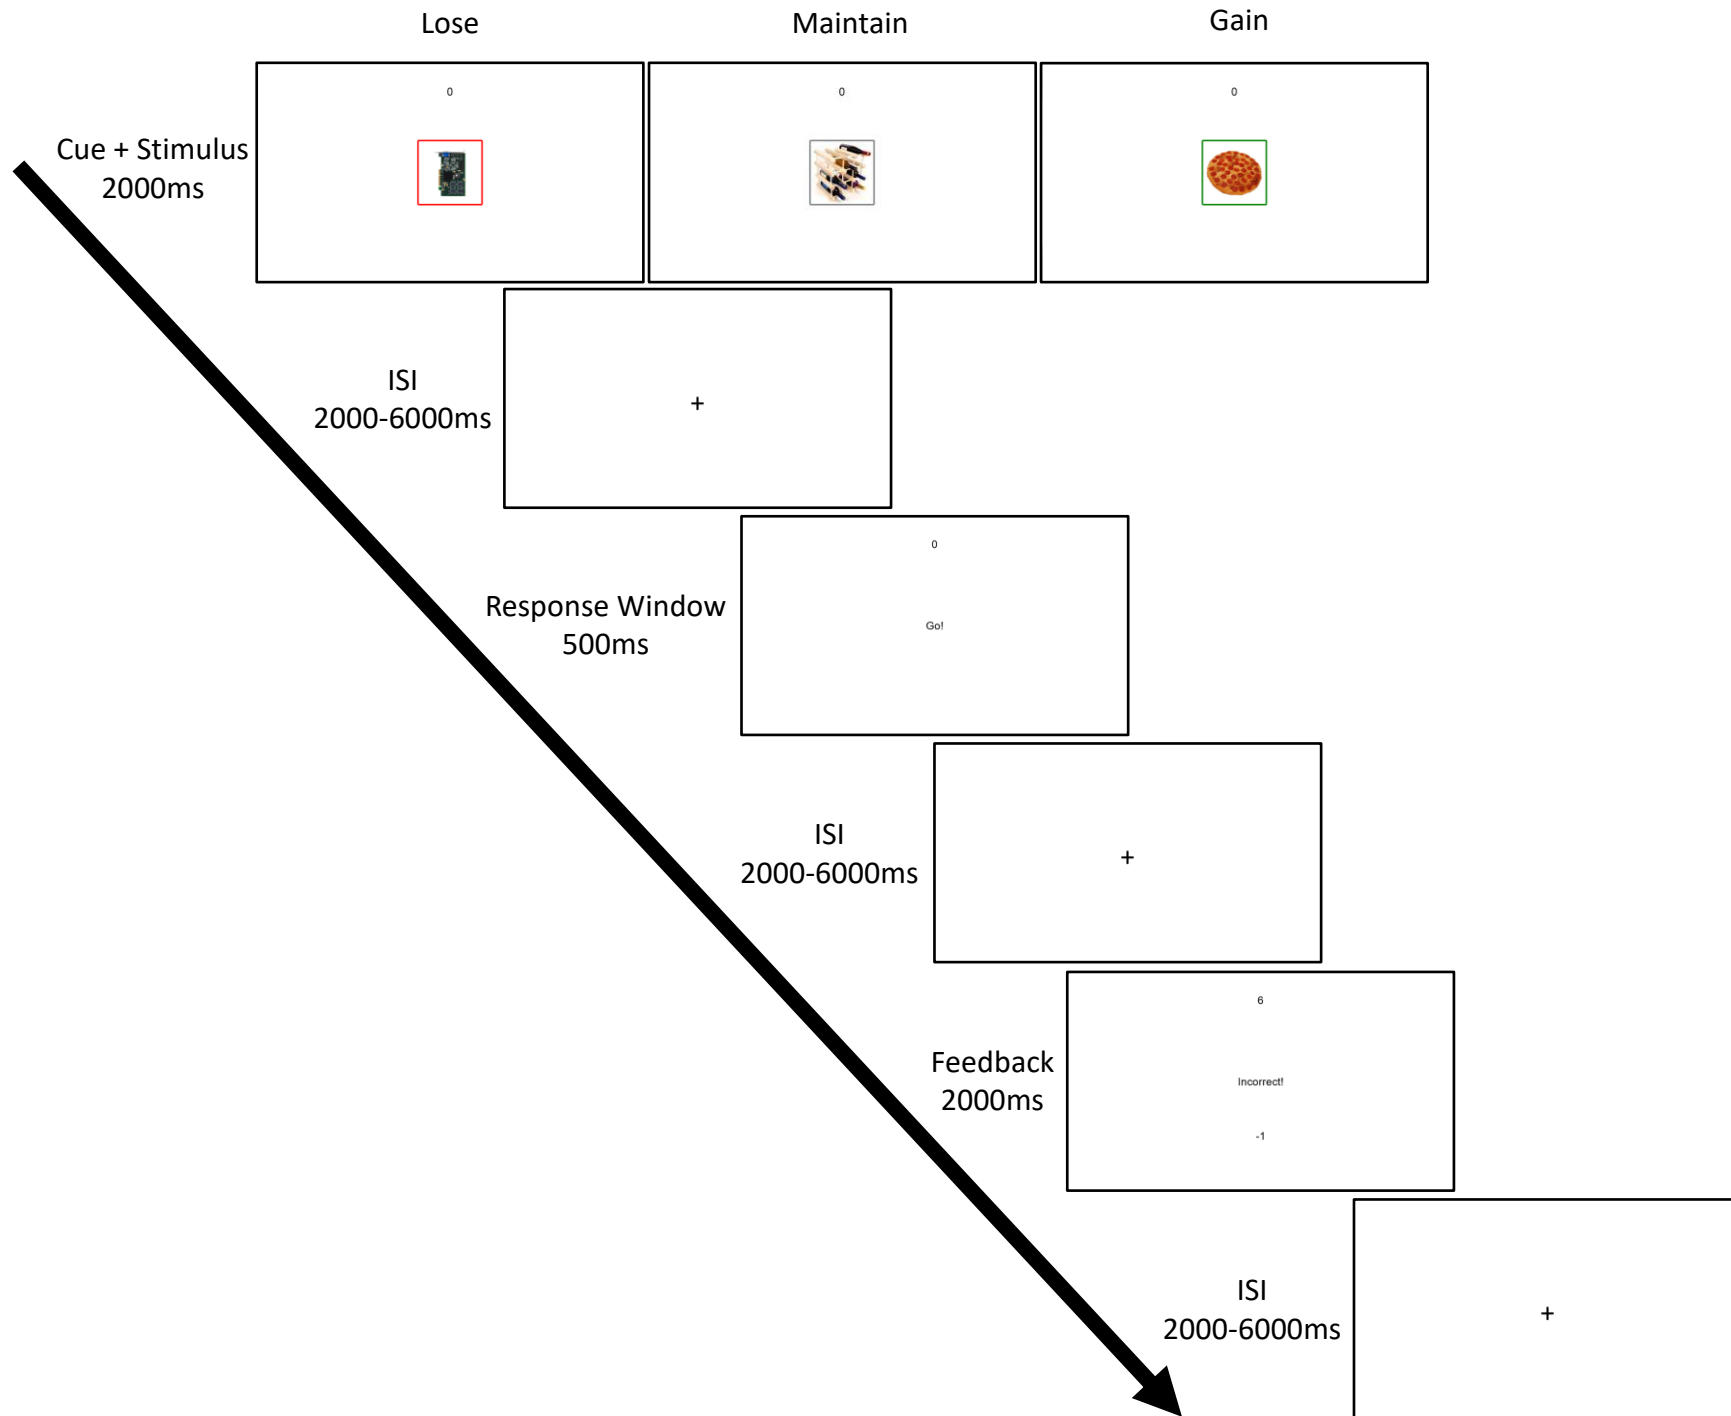 Lose
Maintain
Gain
0
0
0
Cue + Stimulus
2000ms
ISI
2000-6000ms
+
0
Response Window
500ms
Go!
ISI
2000-6000ms
+
6
Feedback
2000ms
Incorrect!
-1
ISI
2000-6000ms
+